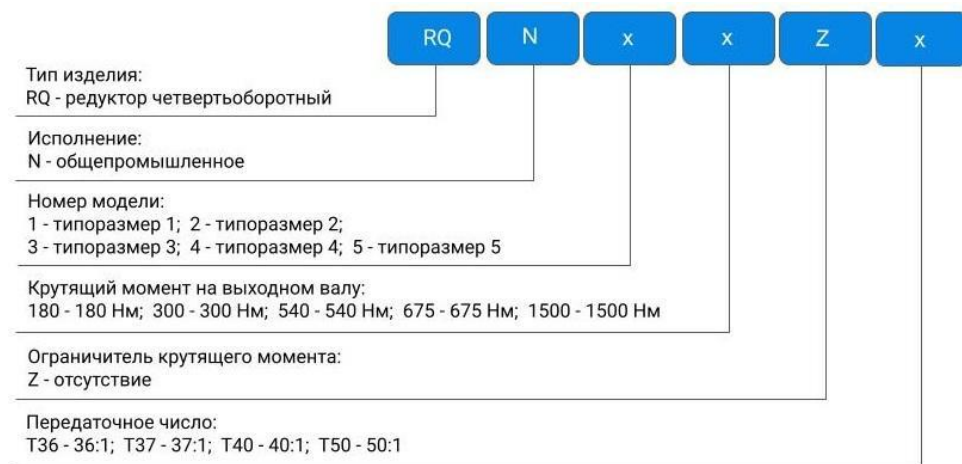 RQ N x x Z x
Тип изделия:
RQ - редуктор четвертьоборотный
Исполнение:
N - общепромышленное
Номер модели:
1 - типоразмер 1; 2 - типоразмер 2;
3 - типоразмер 3; 4 - типоразмер 4; 5 - типоразмер 5
Крутящий момент на выходном валу:
180 - 180 Нм; 300 - 300 Нм; 540 - 540 Нм; 675 - 675 Нм; 1500 - 1500 Нм
Ограничитель крутящего момента:
Z - отсутствие
Передаточное число:
T36 - 36:1; T37 - 37:1; T40 - 40:1; T50 - 50:1